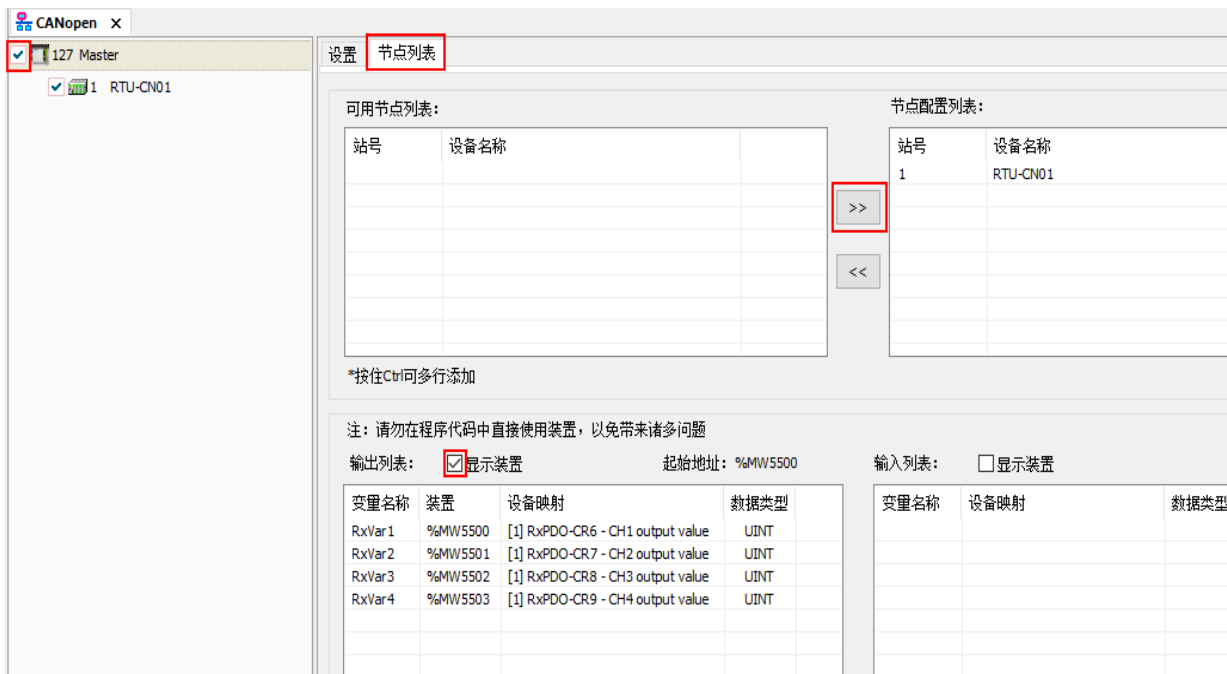 CANopen X
127 Master
1 RTU-CN01
设置 节点列表
可用节点列表： 节点配置列表：
站号 设备名称 站号 设备名称
1 RTU-CN01
>>
<<
*按住Ctrl可多行添加
注：请勿在程序代码中直接使用装置，以免带来诸多问题
输出列表： 显示装置 起始地址：%MW5500 输入列表： 显示装置
变量名称 装置 设备映射 数据类型 变量名称 设备映射 数据类型
RxVar1 %MW5500 [1] RxPDO-CR6 - CH1 output value UINT
RxVar2 %MW5501 [1] RxPDO-CR7 - CH2 output value UINT
RxVar3 %MW5502 [1] RxPDO-CR8 - CH3 output value UINT
RxVar4 %MW5503 [1] RxPDO-CR9 - CH4 output value UINT